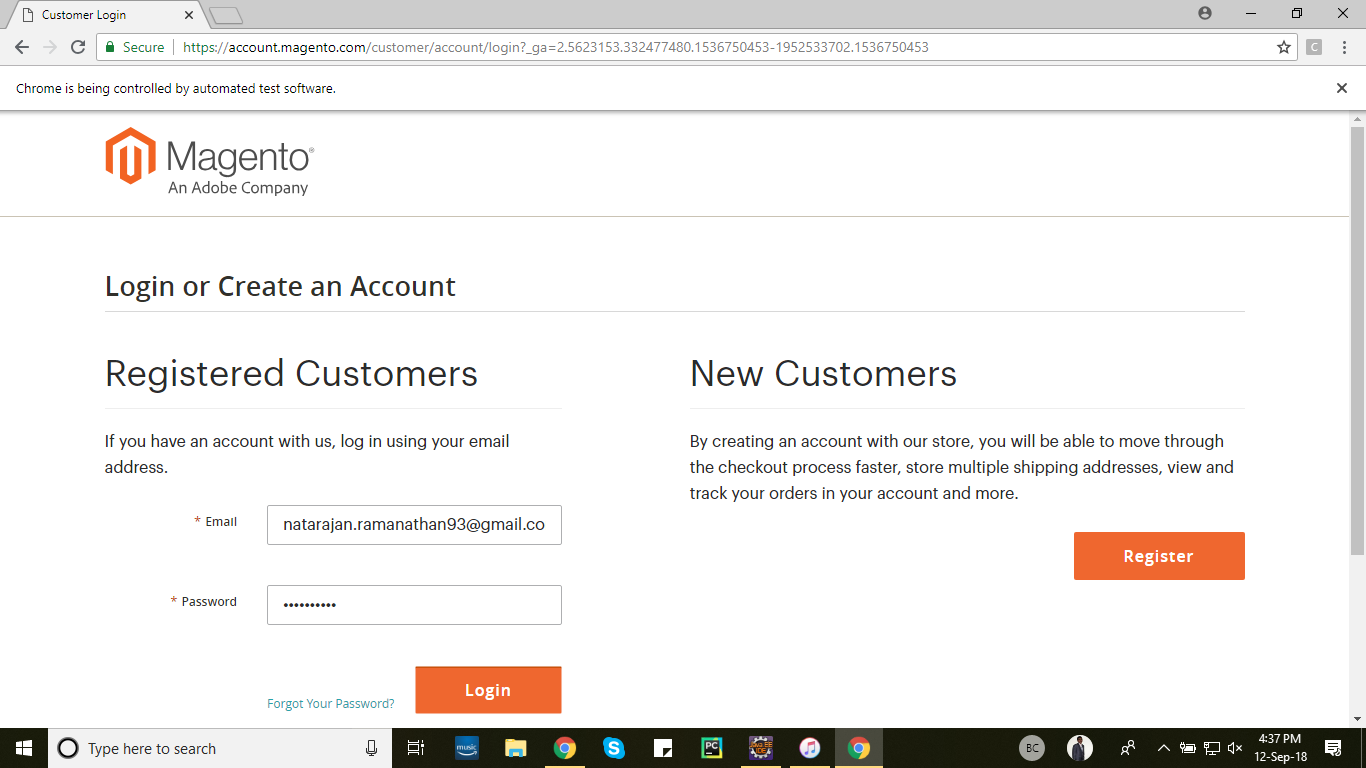 Customer Login
Secure
https://account.magento.com/customer/account/login?_ga=2.5623153.332477480.1536750453-1952533702.1536750453
C
Chrome is being controlled by automated test software.
Magento®
An Adobe Company
Login or Create an Account
Registered Customers
If you have an account with us, log in using your email
address.
* Email
natarajan.ramanathan93@gmail.co
* Password
••••••••••
Forgot Your Password?
Login
New Customers
By creating an account with our store, you will be able to move through
the checkout process faster, store multiple shipping addresses, view and
track your orders in your account and more.
Register
Type here to search
music
S
PC
Java EE
IDE
BC
4:37 PM
12-Sep-18